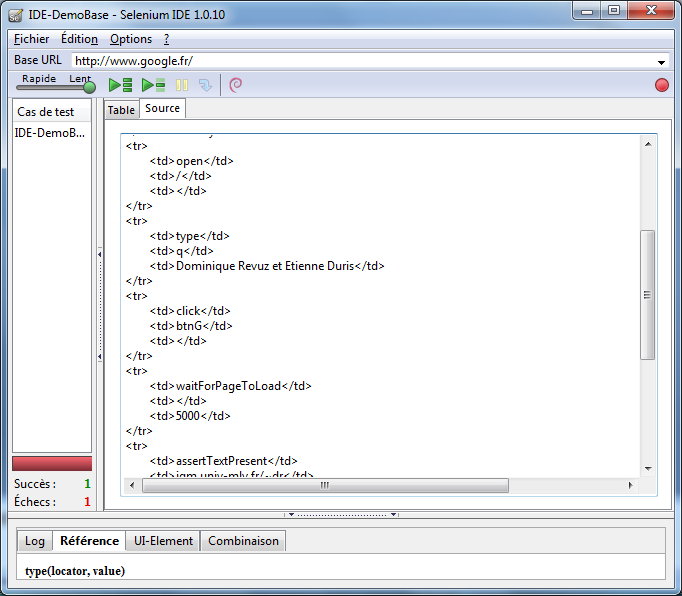 IDE-DemoBase - Selenium IDE 1.0.10
Fichier Édition Options ?
Base URL http://www.google.fr/
Rapide Lent
Cas de test
IDE-DemoB...
Table Source
<tr>
<td>open</td>
<td>/</td>
<td></td>
</tr>
<tr>
<td>type</td>
<td>q</td>
<td>Dominique Revuz et Etienne Duris</td>
</tr>
<tr>
<td>click</td>
<td>btnG</td>
<td></td>
</tr>
<tr>
<td>waitForPageToLoad</td>
<td></td>
<td>5000</td>
</tr>
<tr>
<td>assertTextPresent</td>
<td>igm.univ-mlv.fr/~dr</td>
Succès : 1
Échecs : 1
Log Référence UI-Element Combinaison
type(locator, value)